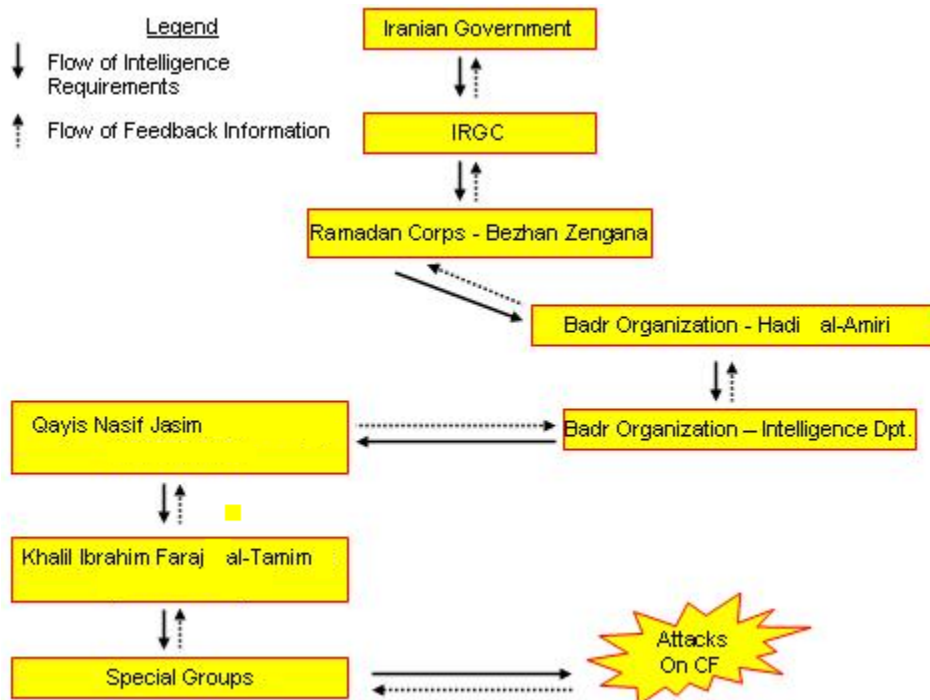 Legend
Flow of Intelligence
Requirements
Flow of Feedback Information
Iranian Government
IRGC
Ramadan Corps - Bezhan Zengana
Badr Organization - Hadi al-Amiri
Badr Organization – Intelligence Dpt.
Qayis Nasif Jasim
Khalil Ibrahim Faraj al-Tamim
Special Groups
Attacks
On CF